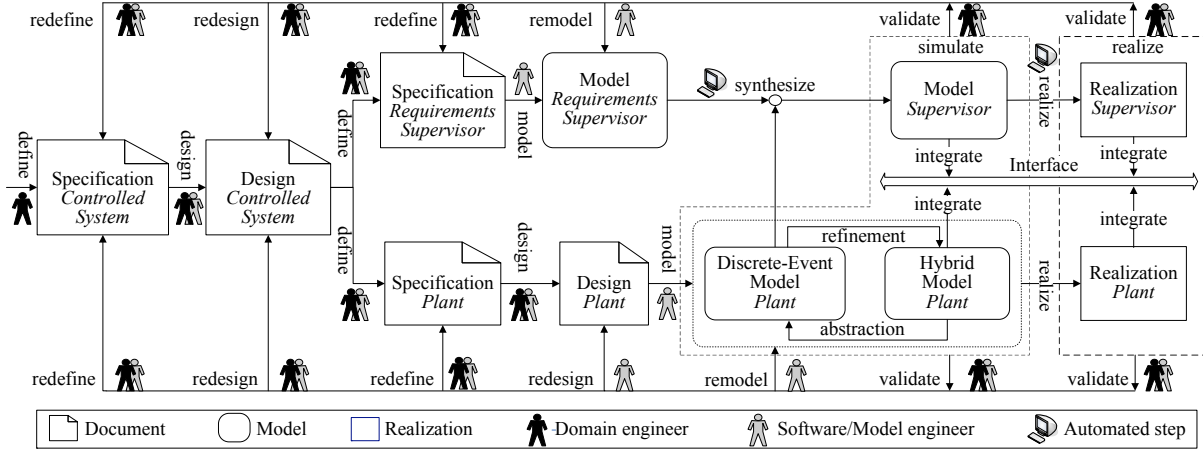 redefine
redesign
redefine
remodel
validate
validate
simulate
realize
define
Specification
Requirements
Supervisor
model
Model
Requirements
Supervisor
synthesize
Model
Supervisor
realize
Realization
Supervisor
define
Specification
Controlled
System
design
Design
Controlled
System
integrate
integrate
Interface
integrate
integrate
define
Specification
Plant
design
Design
Plant
model
refinement
Discrete-Event
Model
Plant
Hybrid
Model
Plant
abstraction
realize
Realization
Plant
redefine
redesign
redefine
redesign
remodel
validate
validate
Document
Model
Realization
Domain engineer
Software/Model engineer
Automated step